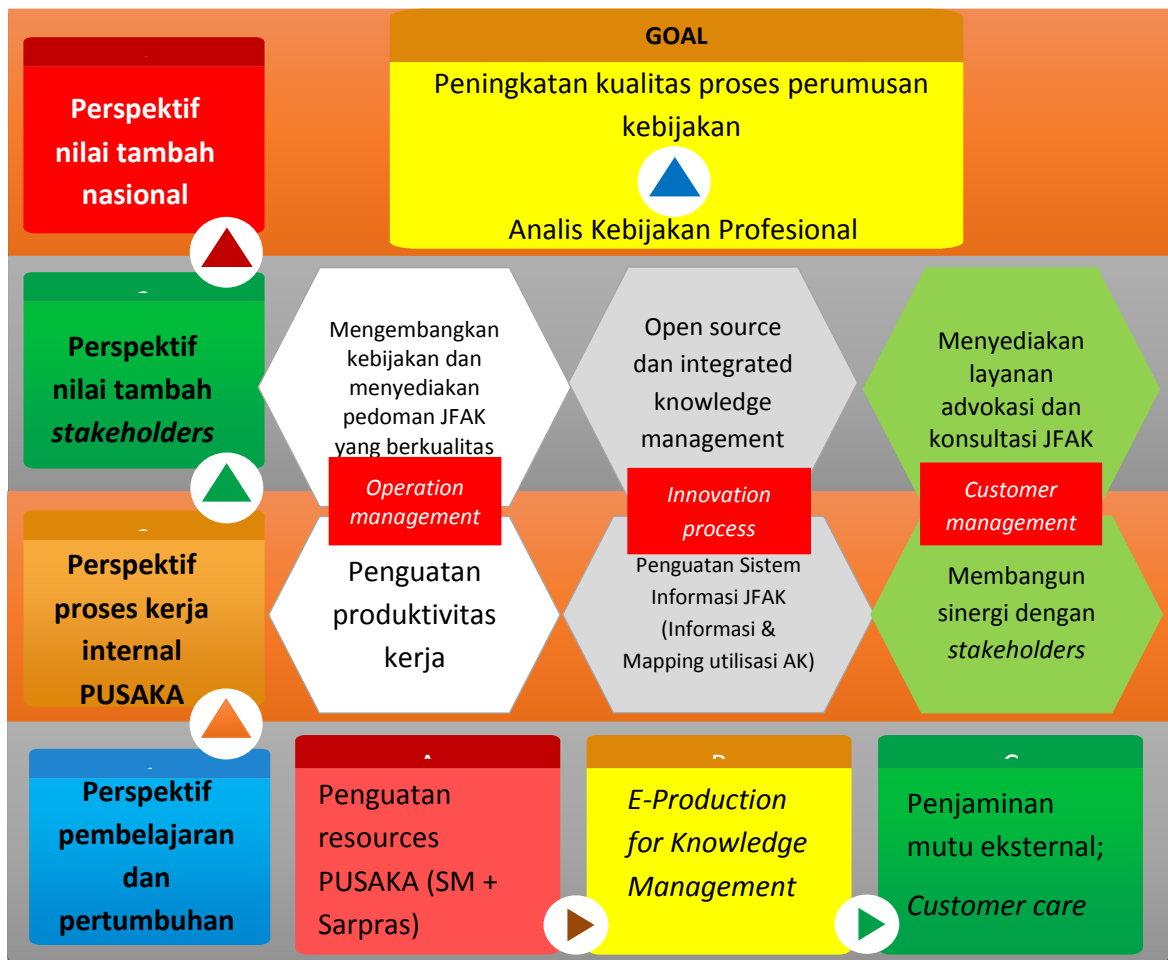 GOAL
Peningkatan kualitas proses perumusan
kebijakan
Analis Kebijakan Profesional
Perspektif
nilai tambah
nasional
Perspektif
nilai tambah
stakeholders
Mengembangkan
kebijakan dan
menyediakan
pedoman JFAK
yang berkualitas
Open source
dan integrated
knowledge
management
Menyediakan
layanan
advokasi dan
konsultasi JFAK
Operation
management
Innovation
process
Customer
management
Perspektif
proses kerja
internal
PUSAKA
Penguatan
produktivitas
kerja
Penguatan Sistem
Informasi JFAK
(Informasi &
Mapping utilisasi AK)
Membangun
sinergi dengan
stakeholders
Perspektif
pembelajaran
dan
pertumbuhan
Penguatan
resources
PUSAKA (SM +
Sarpras)
E-Production
for Knowledge
Management
Penjaminan
mutu eksternal;
Customer care